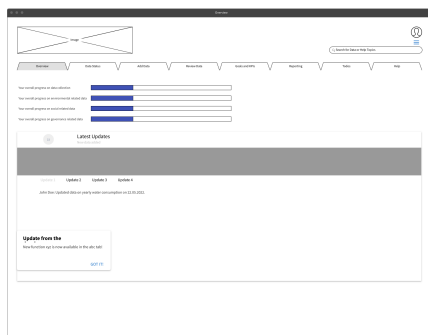 Overview
image
Search for Data or Help Topics
Overview
Data Status
Add Data
Review Data
Goals and KPIs
Reporting
Tasks
Help
Your overall progress on data collection
Your overall progress on environmental related data
Your overall progress on social related data
Your overall progress on governance related data
Latest Updates
Update 1 Update 2 Update 3 Update 4
John Doe: Updated data on yearly water consumption on 21.05.2023.
Update from the
New function xyz is now available in the abc tab!
GOT IT!